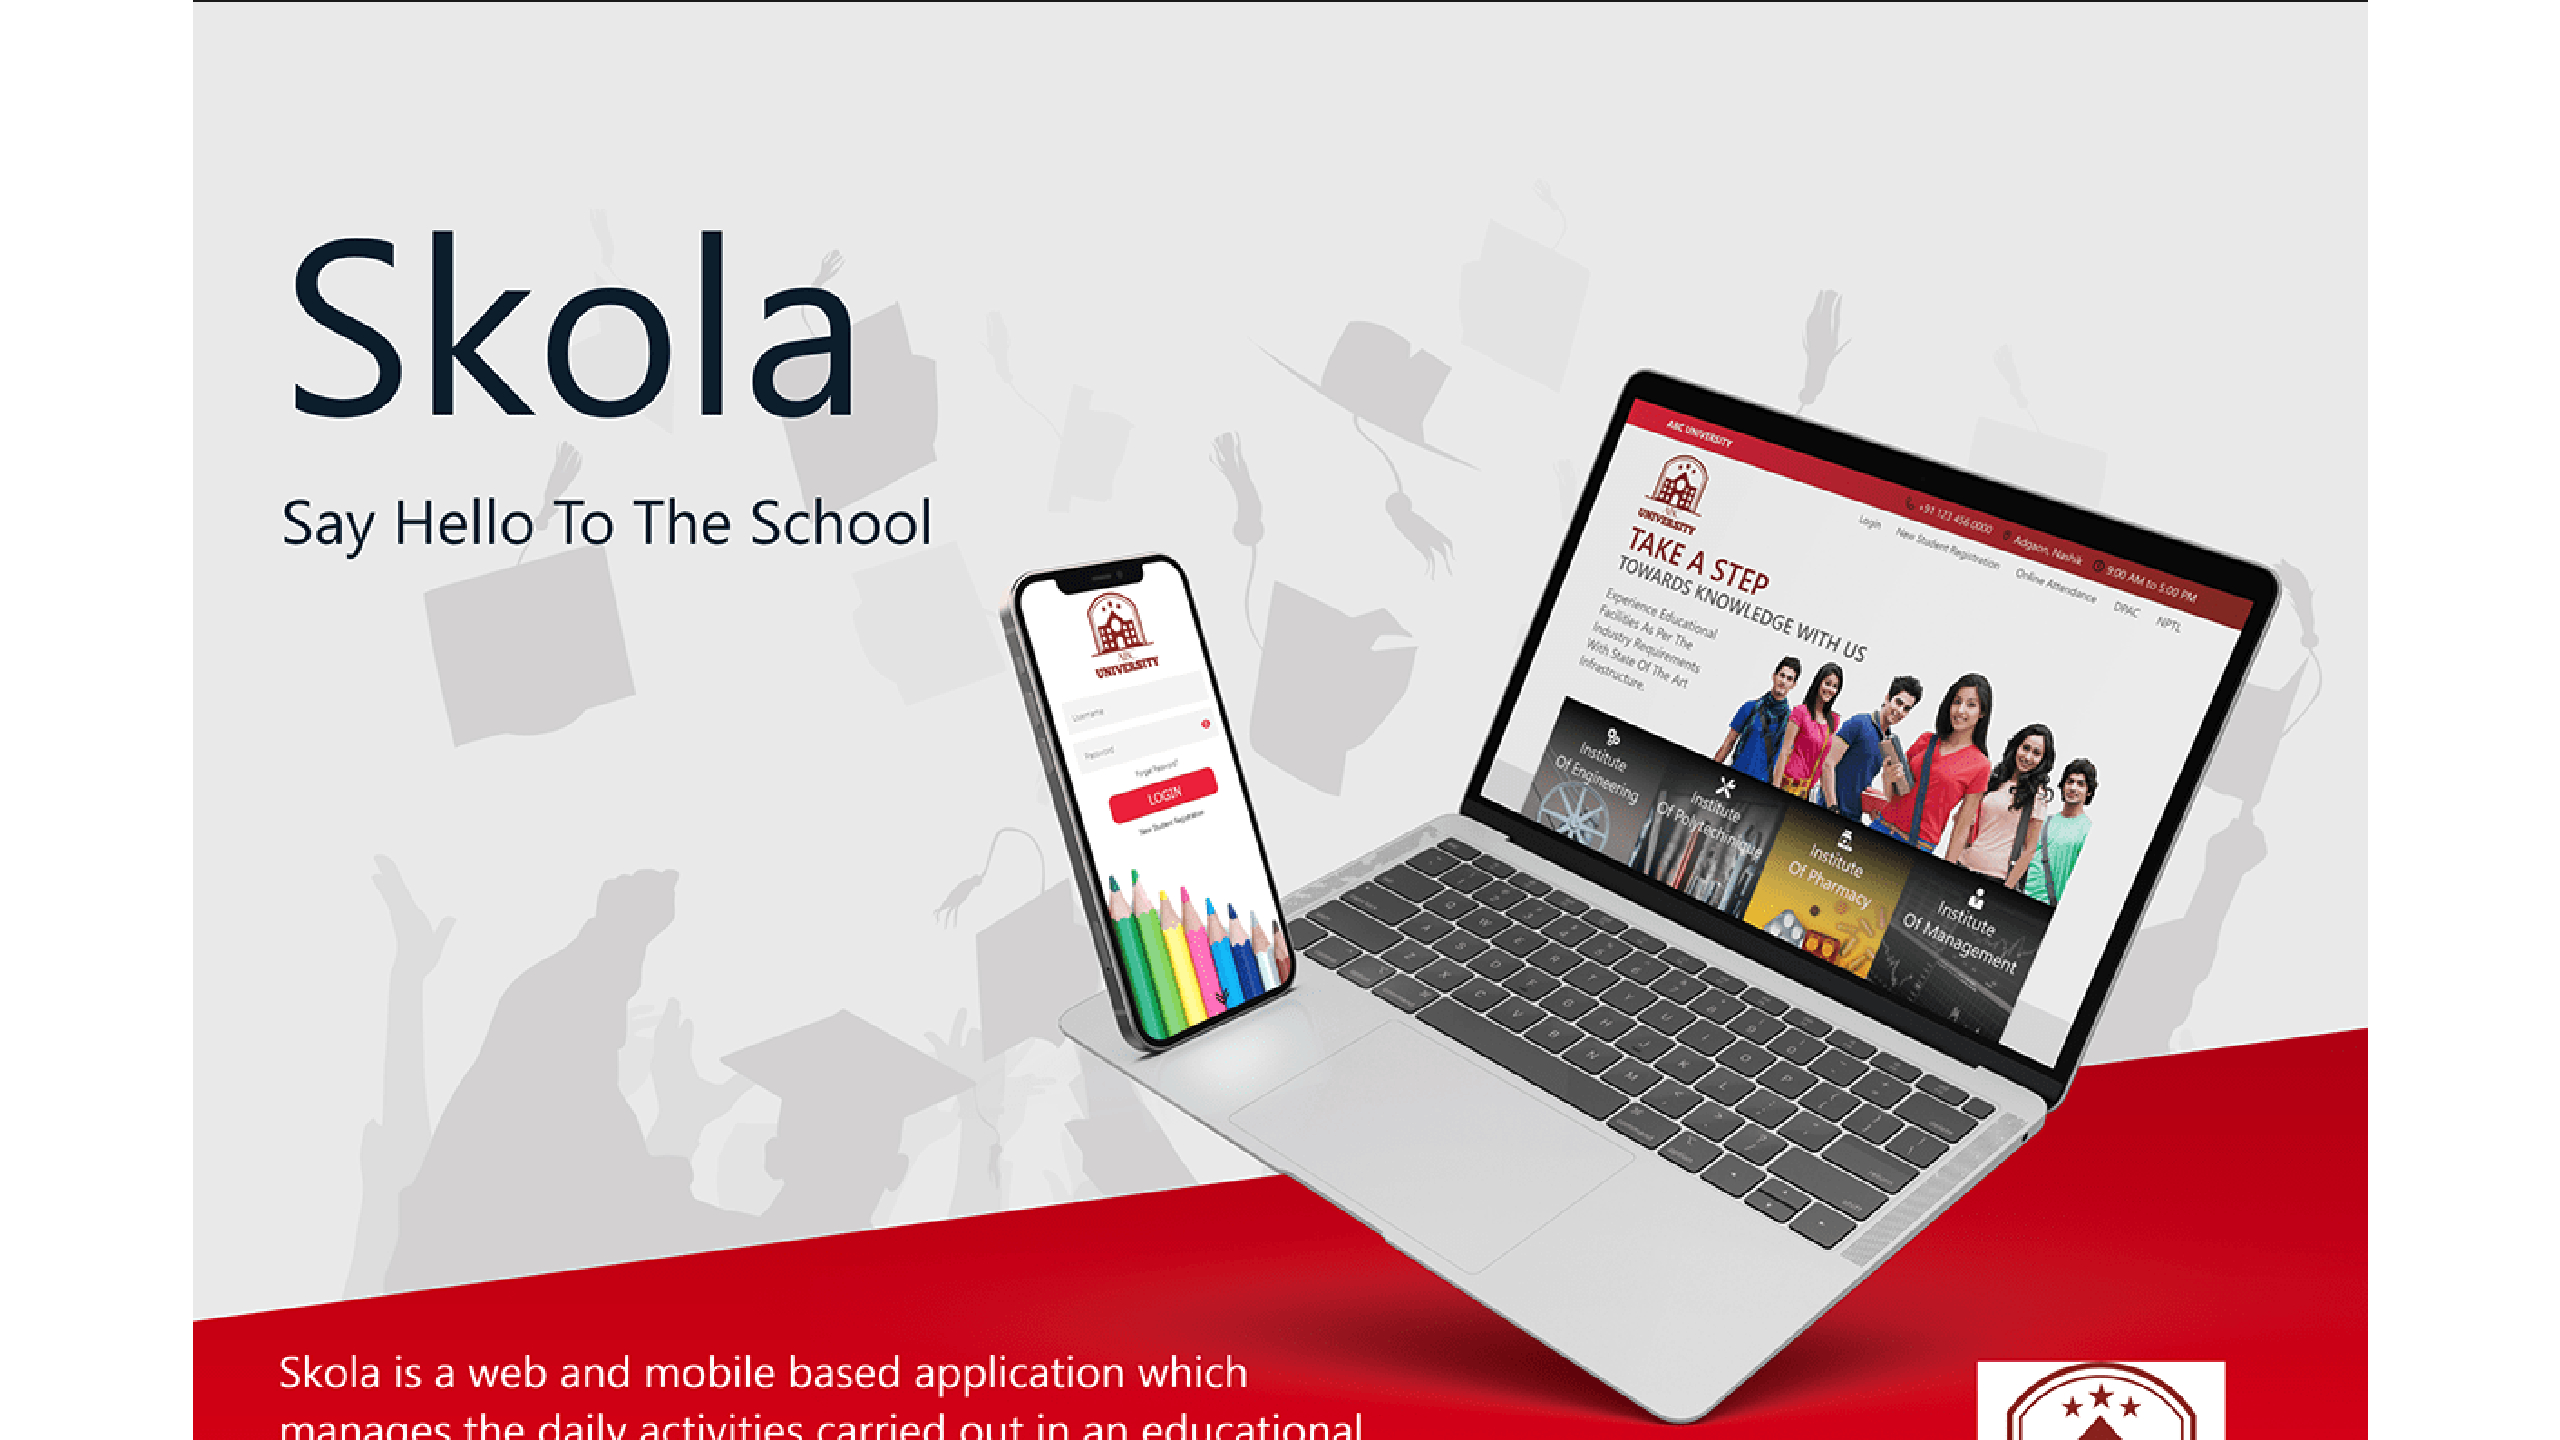 Skola
Say Hello To The School
UNIVERSITY
Username
Password
Forgot Password?
LOGIN
New Student Registration
ABC UNIVERSITY
+91 123 456 0000
Adgaon, Nashik
9:00 AM to 5:00 PM
ABC
UNIVERSITY
Login
New Student Registration
Online Attendance
DPAC
NPTL
TAKE A STEP
TOWARDS KNOWLEDGE WITH US
Experience Educational
Facilities As Per The
Industry Requirements
With State Of The Art
Infrastructure.
Institute
Of Engineering
Institute
Of Polytechinique
Institute
Of Pharmacy
Institute
Of Management
Skola is a web and mobile based application which
manages the daily activities carried out in an educational